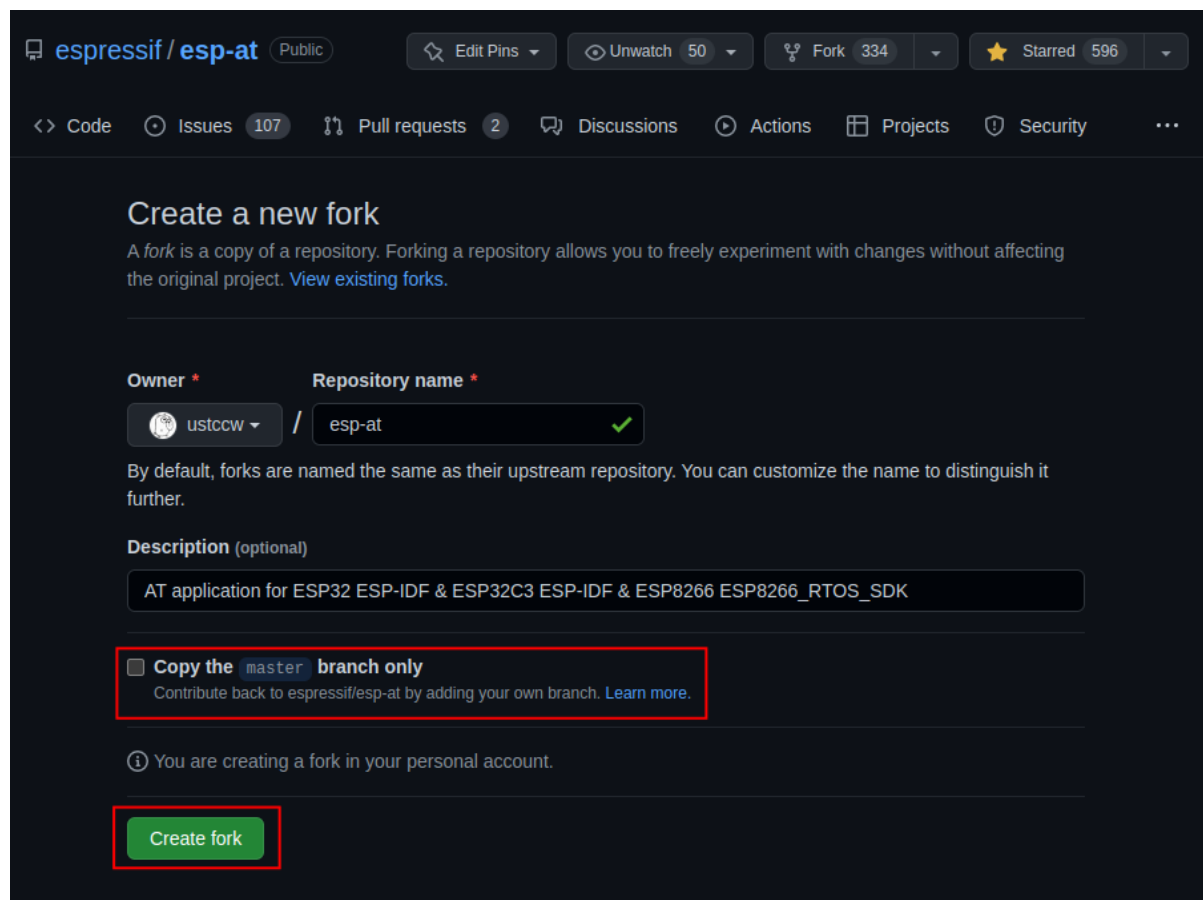 espressif / esp-at Public Edit Pins Unwatch 50 Fork 334 Starred 596
Code Issues 107 Pull requests 2 Discussions Actions Projects Security ...
Create a new fork
A fork is a copy of a repository. Forking a repository allows you to freely experiment with changes without affecting
the original project. View existing forks.
Owner * Repository name *
ustccw / esp-at
By default, forks are named the same as their upstream repository. You can customize the name to distinguish it
further.
Description (optional)
AT application for ESP32 ESP-IDF & ESP32C3 ESP-IDF & ESP8266 ESP8266_RTOS_SDK
Copy the master branch only
Contribute back to espressif/esp-at by adding your own branch. Learn more.
You are creating a fork in your personal account.
Create fork